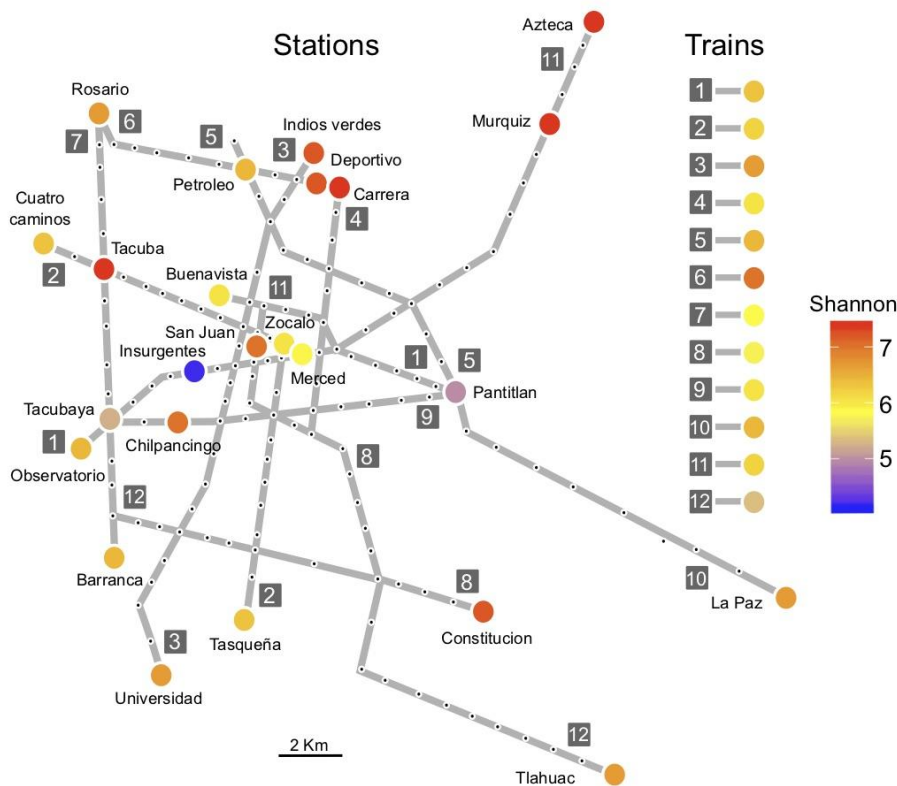 Azteca
Stations
Trains
11
1
Rosario
2
6
Murquiz
7
5
Indios verdes
3
3
Deportivo
Petroleo
Carrera
4
Cuatro
caminos
4
5
Tacuba
2
Buenavista
6
11
Shannon
Zocalo
7
San Juan
7
Insurgentes
1
5
8
Merced
6
Pantitlan
9
Tacubaya
9
1
Chilpancingo
10
Observatorio
8
11
5
12
12
Barranca
8
10
2
La Paz
Constitucion
Tasqueña
3
Universidad
12
2 Km
Tlahuac